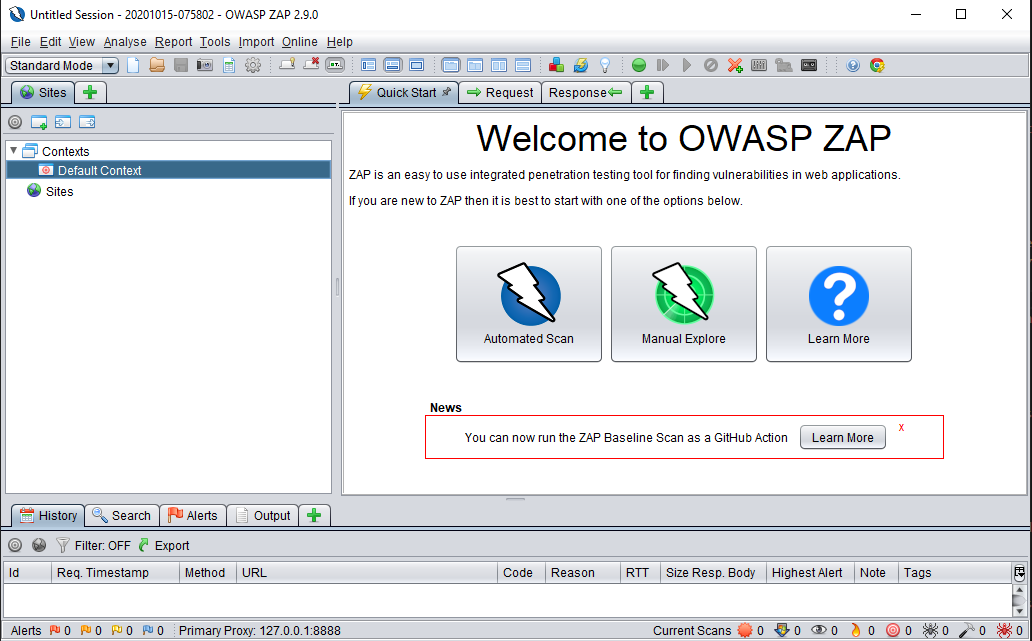 Untitled Session - 20201015-075802 - OWASP ZAP 2.9.0
File Edit View Analyse Report Tools Import Online Help
Standard Mode
Sites
Quick Start Request Response
Contexts
Default Context
Sites
Welcome to OWASP ZAP
ZAP is an easy to use integrated penetration testing tool for finding vulnerabilities in web applications.
If you are new to ZAP then it is best to start with one of the options below.
Automated Scan Manual Explore Learn More
News
You can now run the ZAP Baseline Scan as a GitHub Action Learn More X
History Search Alerts Output
Filter: OFF Export
Id Req. Timestamp Method URL Code Reason RTT Size Resp. Body Highest Alert Note Tags
Alerts 0 0 0 0 Primary Proxy: 127.0.0.1:8888 Current Scans 0 0 0 0 0 0 0 0